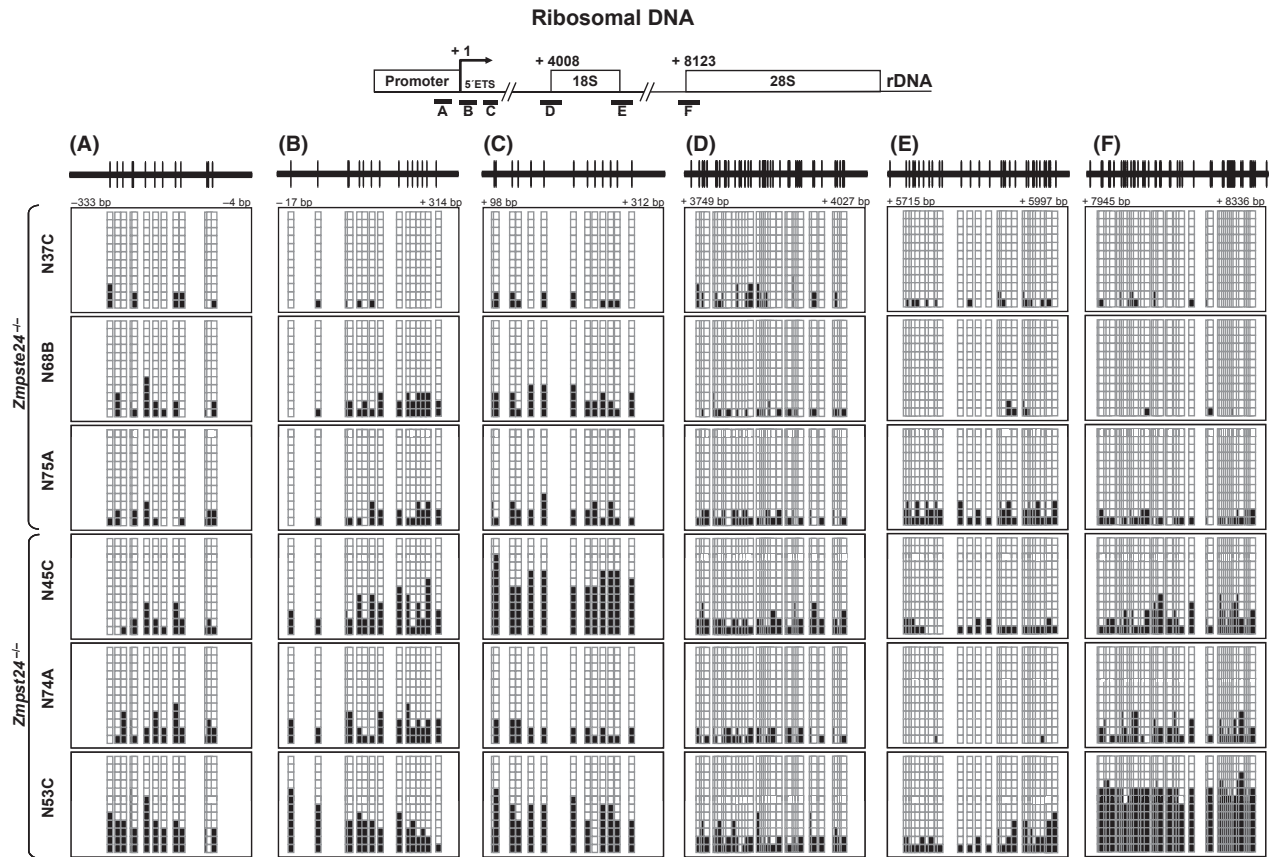 Ribosomal DNA
+ 1
+ 4008
+ 8123
Promoter
5´ETS
18S
28S
rDNA
A
B
C
D
E
F
(A)
(B)
(C)
(D)
(E)
(F)
–333 bp
–4 bp
– 17 bp
+ 314 bp
+ 98 bp
+ 312 bp
+ 3749 bp
+ 4027 bp
+ 5715 bp
+ 5997 bp
+ 7945 bp
+ 8336 bp
Zmpste24–/–
N37C
N68B
N75A
Zmpst24–/–
N45C
N74A
N53C